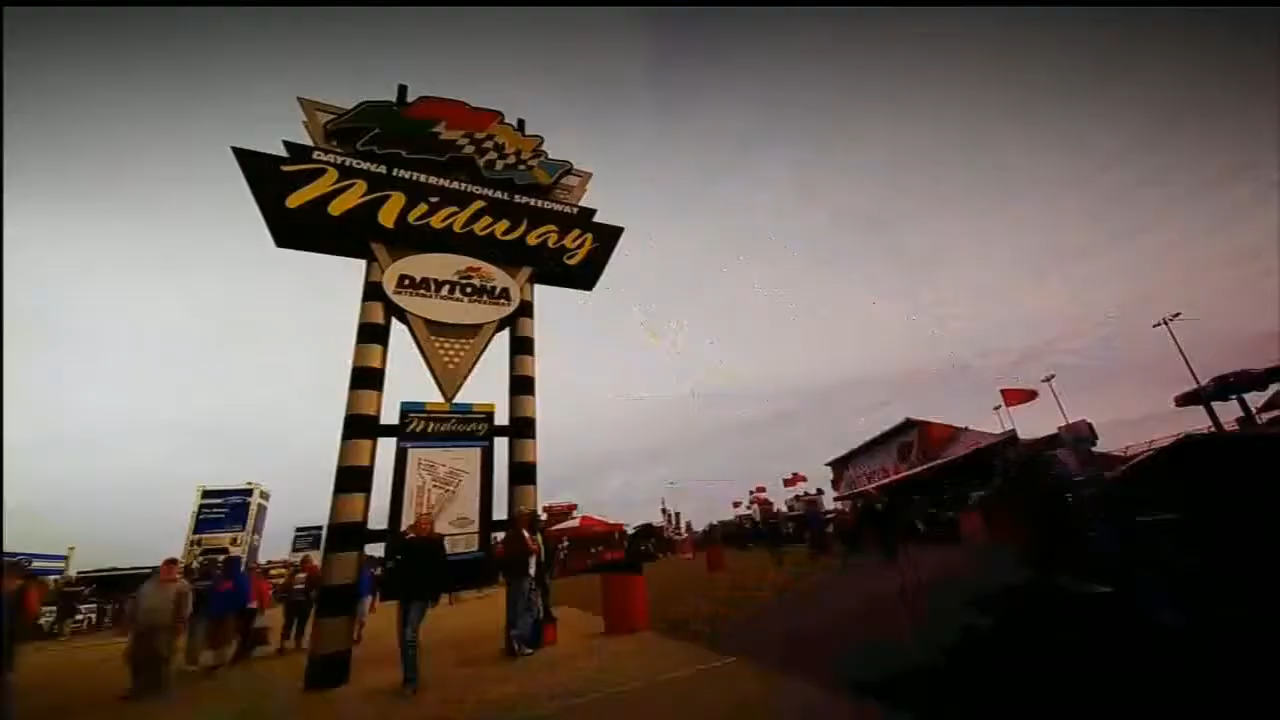 DAYTONA INTERNATIONAL SPEEDWAY
Midway
DAYTONA
INTERNATIONAL SPEEDWAY
Midway